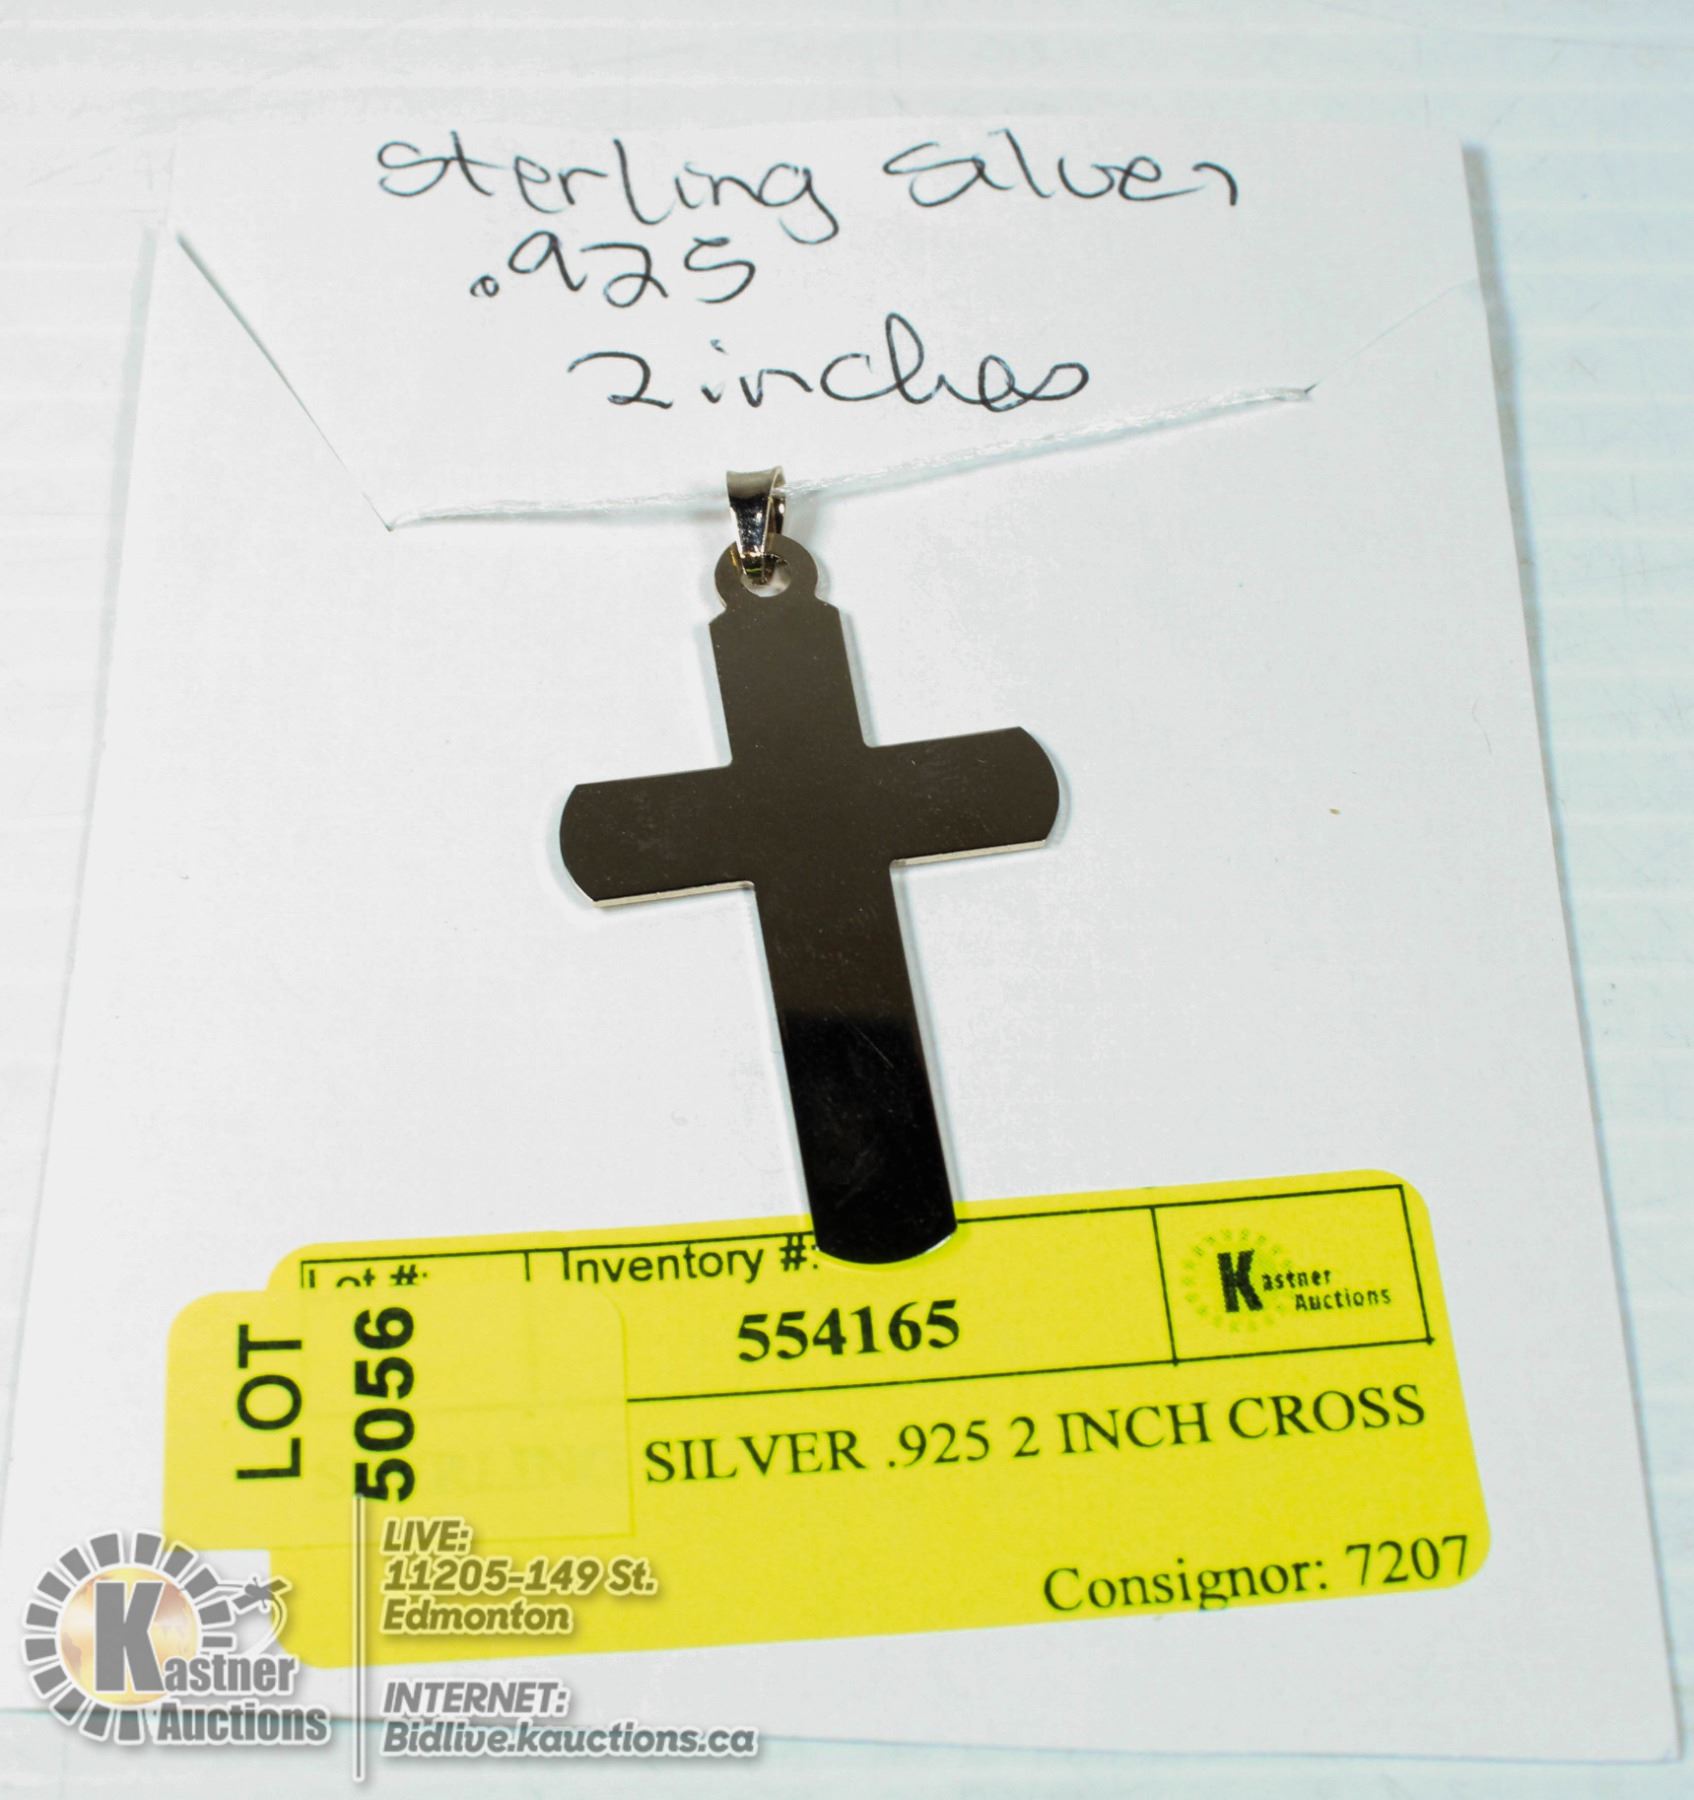 Sterling Silver
.925
2 inches
Lot #:
Inventory #:
Kastner
Auctions
554165
LOT
5056
STERLING SILVER .925 2 INCH CROSS
Consignor: 7207
Kastner
Auctions
LIVE:
11205-149 St.
Edmonton
INTERNET:
Bidlive.kauctions.ca